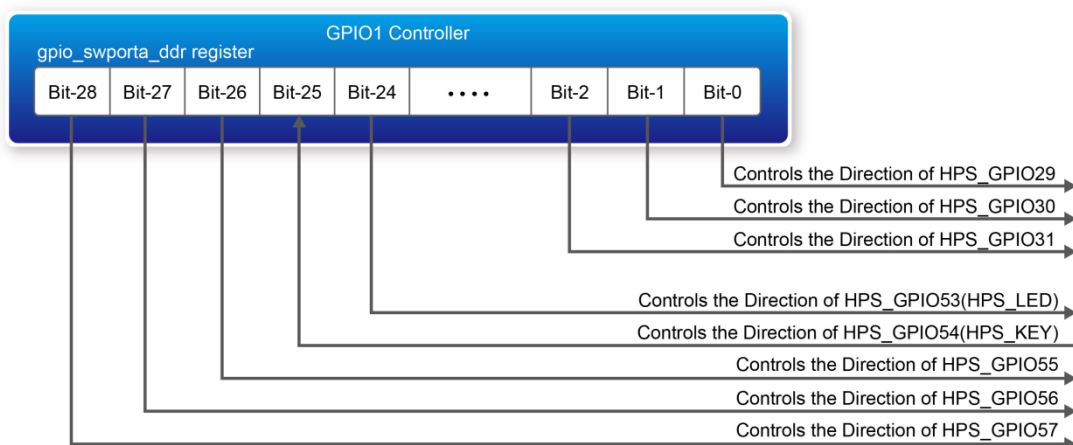 GPIO1 Controller
gpio_swporta_ddr register
Bit-28 Bit-27 Bit-26 Bit-25 Bit-24 •••• Bit-2 Bit-1 Bit-0
Controls the Direction of HPS_GPIO29
Controls the Direction of HPS_GPIO30
Controls the Direction of HPS_GPIO31
Controls the Direction of HPS_GPIO53(HPS_LED)
Controls the Direction of HPS_GPIO54(HPS_KEY)
Controls the Direction of HPS_GPIO55
Controls the Direction of HPS_GPIO56
Controls the Direction of HPS_GPIO57